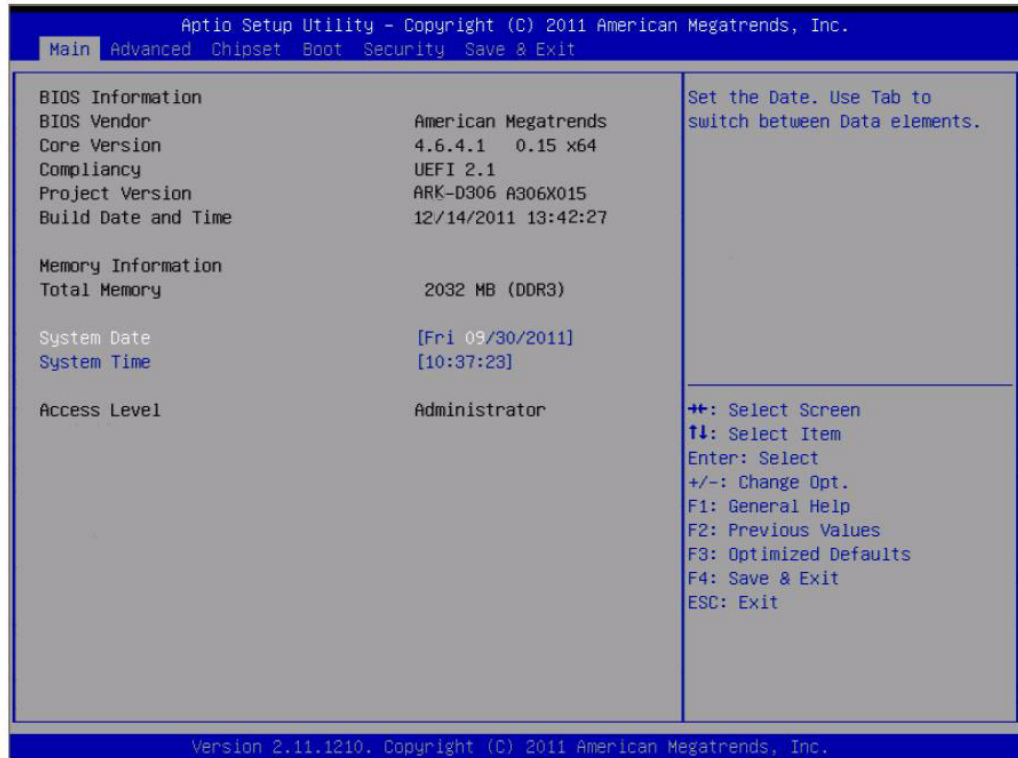 Aptio Setup Utility – Copyright (C) 2011 American Megatrends, Inc.
Main Advanced Chipset Boot Security Save & Exit
BIOS Information
BIOS Vendor American Megatrends
Core Version 4.6.4.1 0.15 x64
Compliancy UEFI 2.1
Project Version ARK-D306 A306X015
Build Date and Time 12/14/2011 13:42:27
Memory Information
Total Memory 2032 MB (DDR3)
System Date [Fri 09/30/2011]
System Time [10:37:23]
Access Level Administrator
Set the Date. Use Tab to
switch between Data elements.
→←: Select Screen
↑↓: Select Item
Enter: Select
+/-: Change Opt.
F1: General Help
F2: Previous Values
F3: Optimized Defaults
F4: Save & Exit
ESC: Exit
Version 2.11.1210. Copyright (C) 2011 American Megatrends, Inc.